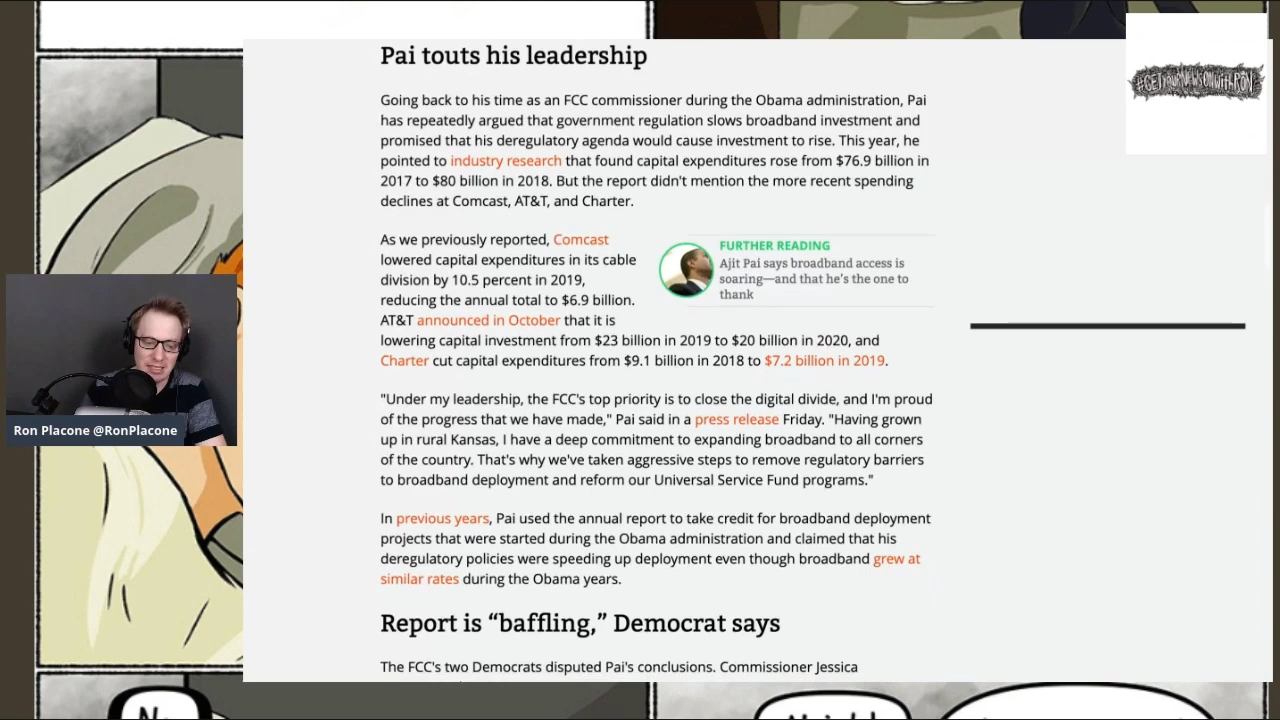 Pai touts his leadership
Going back to his time as an FCC commissioner during the Obama administration, Pai
has repeatedly argued that government regulation slows broadband investment and
promised that his deregulatory agenda would cause investment to rise. This year, he
pointed to industry research that found capital expenditures rose from $76.9 billion in
2017 to $80 billion in 2018. But the report didn't mention the more recent spending
declines at Comcast, AT&T, and Charter.
As we previously reported, Comcast
lowered capital expenditures in its cable
division by 10.5 percent in 2019,
reducing the annual total to $6.9 billion.
AT&T announced in October that it is
lowering capital investment from $23 billion in 2019 to $20 billion in 2020, and
Charter cut capital expenditures from $9.1 billion in 2018 to $7.2 billion in 2019.
FURTHER READING
Ajit Pai says broadband access is
soaring—and that he's the one to
thank
"Under my leadership, the FCC's top priority is to close the digital divide, and I'm proud
of the progress that we have made," Pai said in a press release Friday. "Having grown
up in rural Kansas, I have a deep commitment to expanding broadband to all corners
of the country. That's why we've taken aggressive steps to remove regulatory barriers
to broadband deployment and reform our Universal Service Fund programs."
In previous years, Pai used the annual report to take credit for broadband deployment
projects that were started during the Obama administration and claimed that his
deregulatory policies were speeding up deployment even though broadband grew at
similar rates during the Obama years.
Report is “baffling,” Democrat says
The FCC's two Democrats disputed Pai's conclusions. Commissioner Jessica
#GETYOURNEWSONWITHRON
Ron Placone @RonPlacone